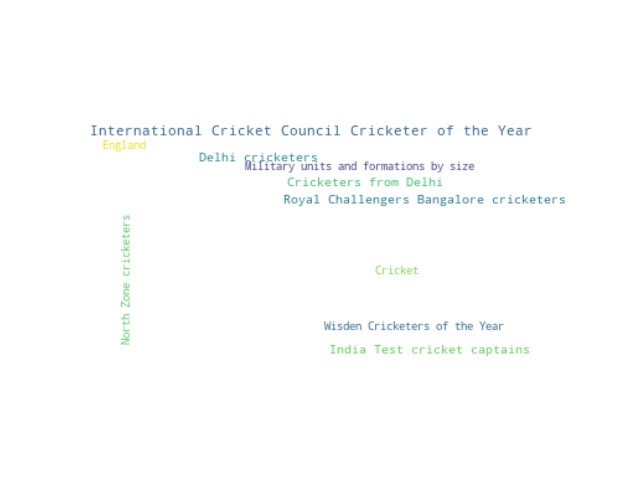 International Cricket Council Cricketer of the Year
England
Delhi cricketers
Military units and formations by size
Cricketers from Delhi
Royal Challengers Bangalore cricketers
North Zone cricketers
Cricket
Wisden Cricketers of the Year
India Test cricket captains